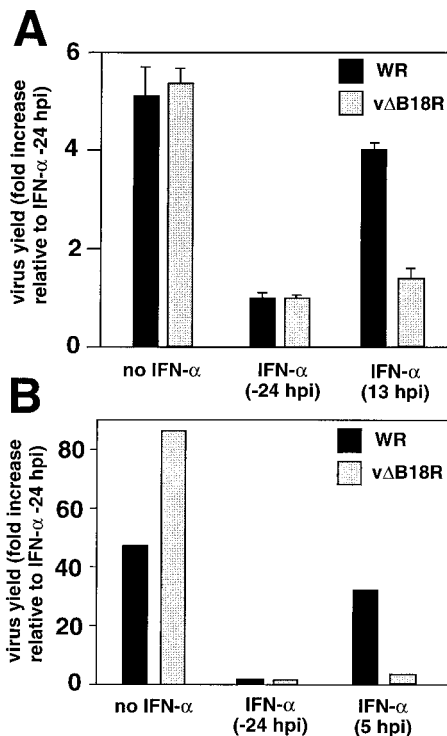 A
virus yield (fold increase
relative to IFN-α -24 hpi)
6
4
2
0
WR
vΔB18R
no IFN-α
IFN-α
(-24 hpi)
IFN-α
(13 hpi)
B
virus yield (fold increase
relative to IFN-α -24 hpi)
80
60
40
20
0
WR
vΔB18R
no IFN-α
IFN-α
(-24 hpi)
IFN-α
(5 hpi)